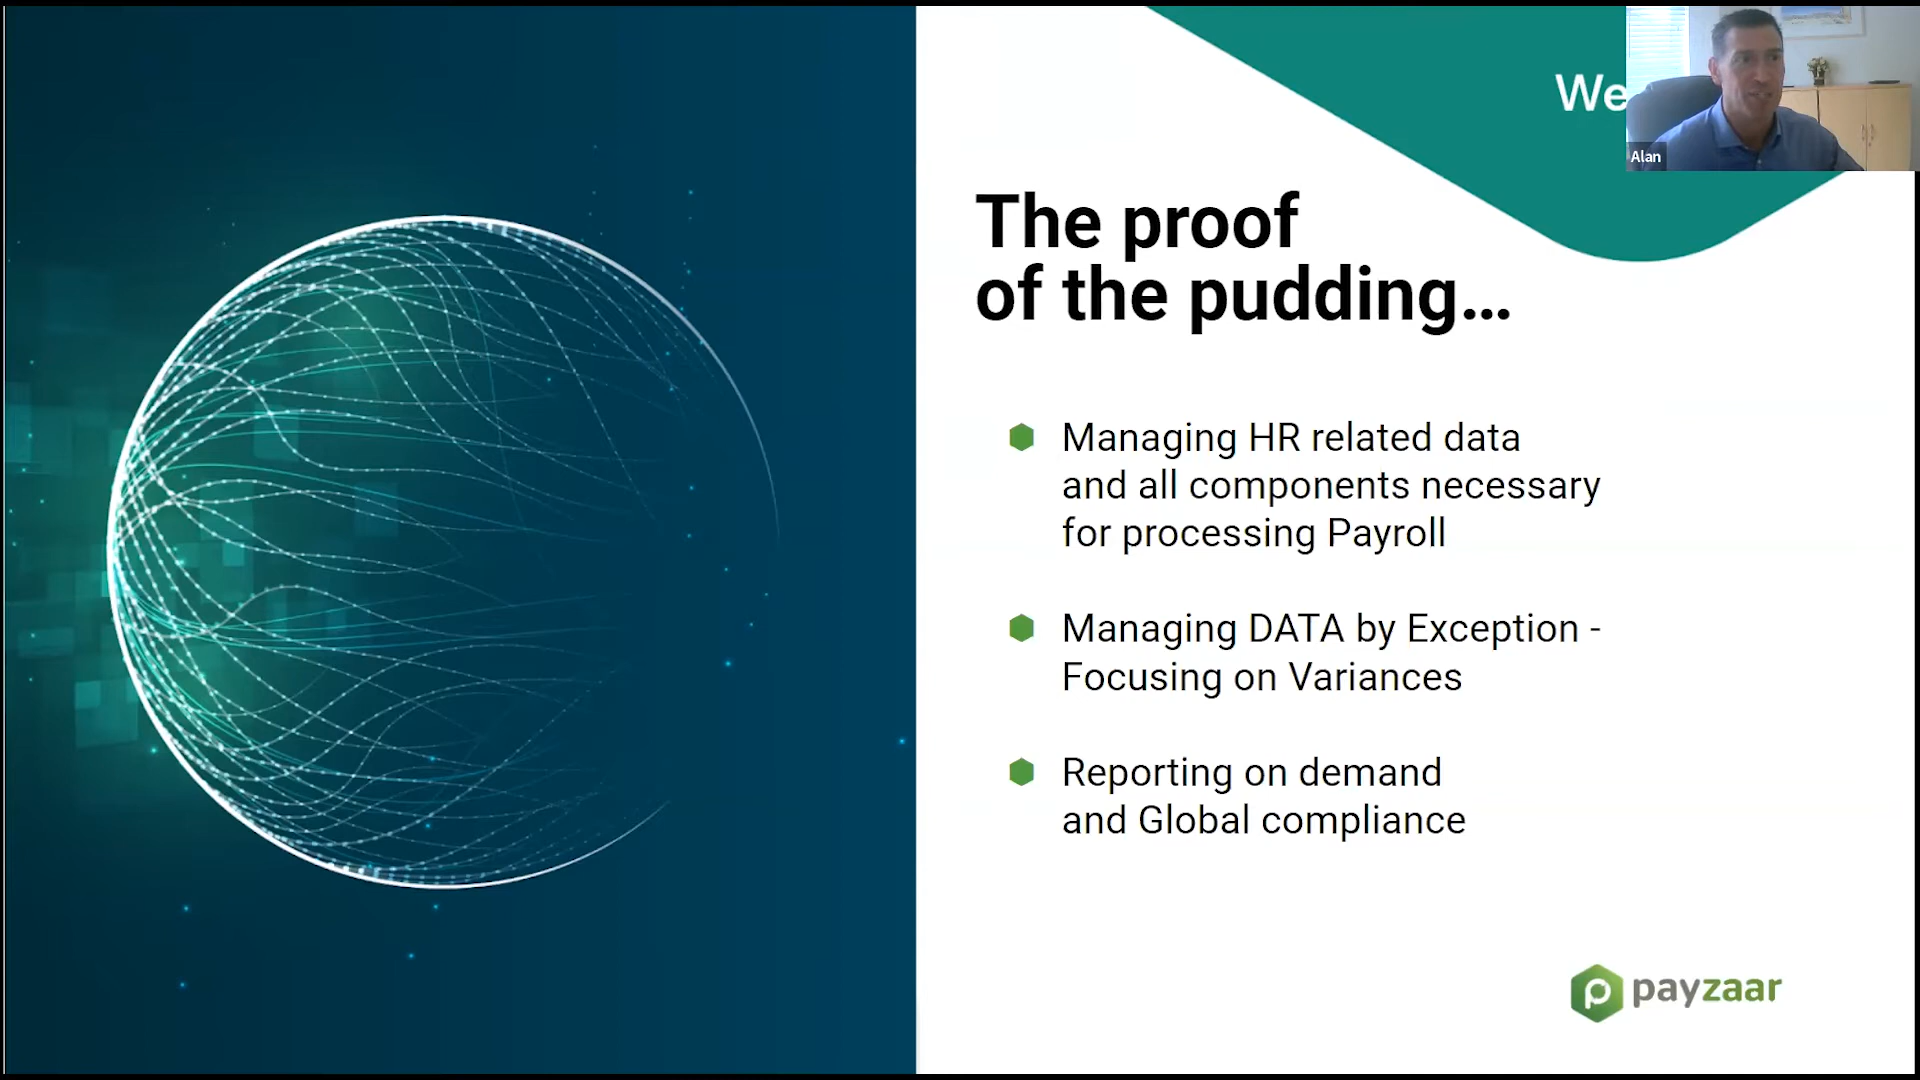 We
Alan
The proof
of the pudding...
Managing HR related data
and all components necessary
for processing Payroll
Managing DATA by Exception -
Focusing on Variances
Reporting on demand
and Global compliance
payzaar